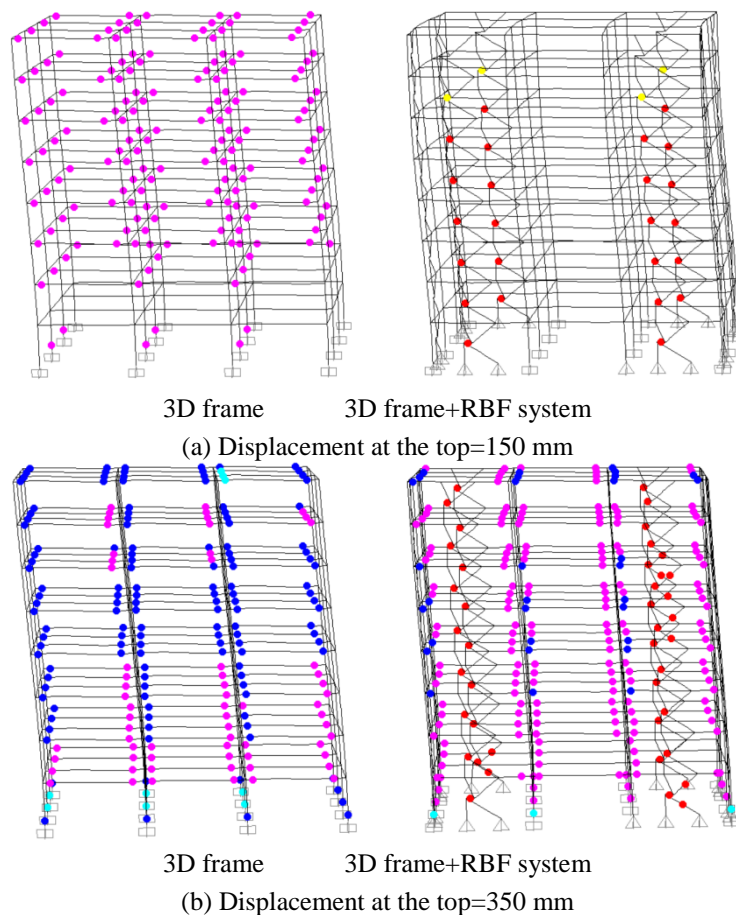 3D frame 3D frame+RBF system
(a) Displacement at the top=150 mm
3D frame 3D frame+RBF system
(b) Displacement at the top=350 mm